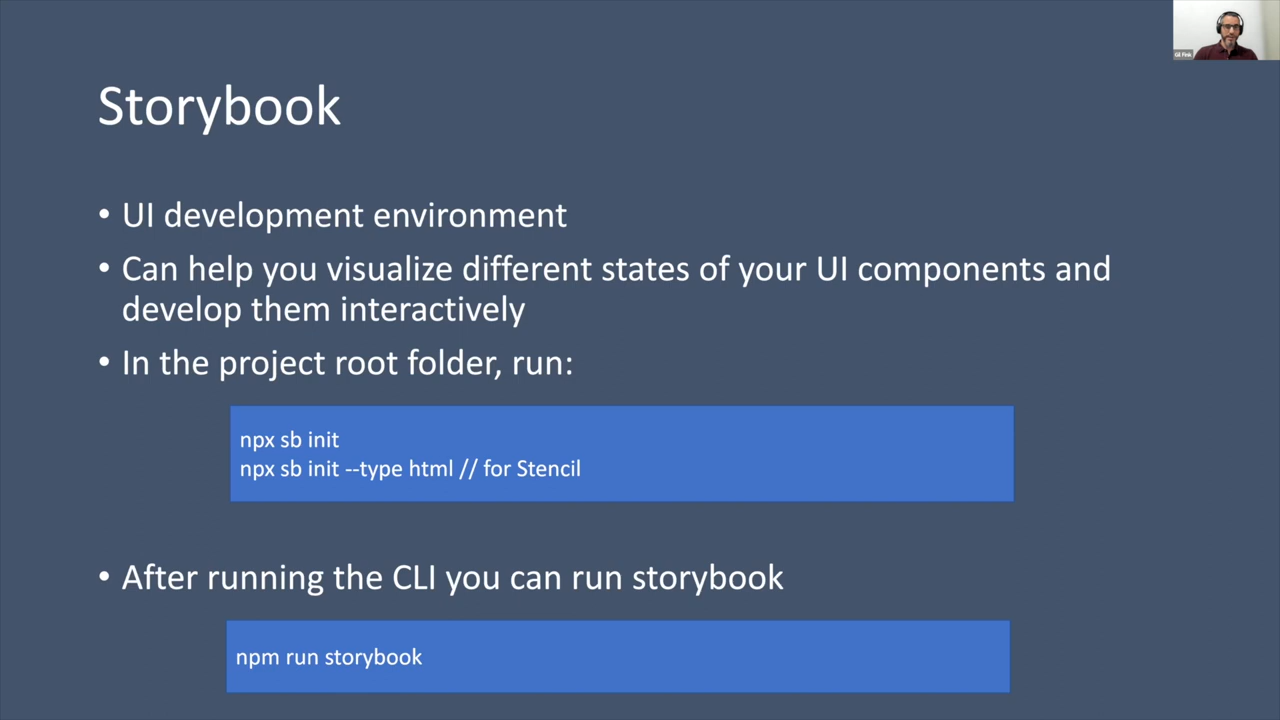 Gil Fink
Storybook
• UI development environment
• Can help you visualize different states of your UI components and
develop them interactively
• In the project root folder, run:
npx sb init
npx sb init --type html // for Stencil
• After running the CLI you can run storybook
npm run storybook